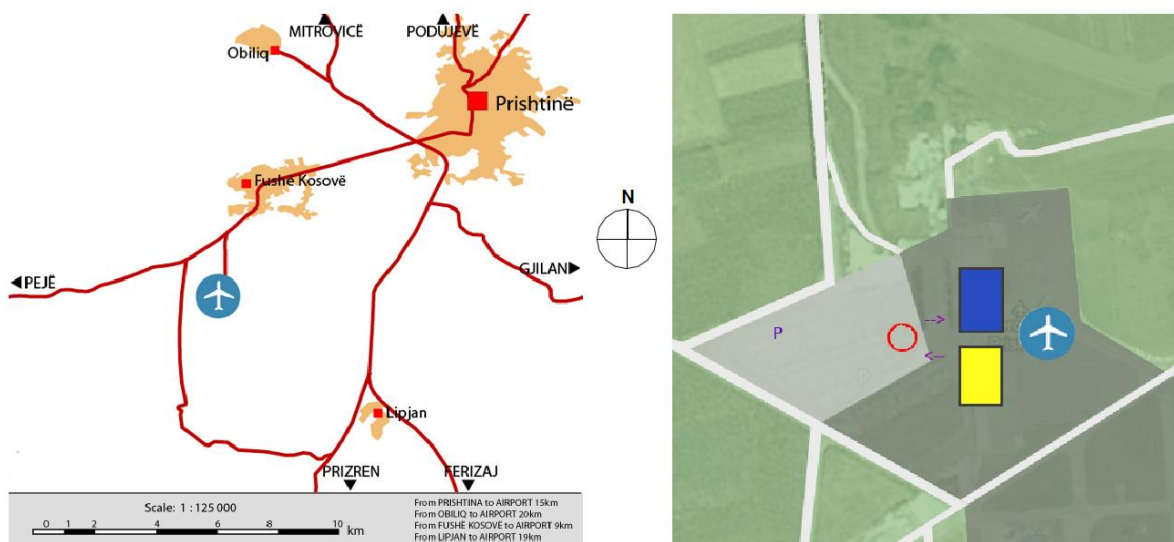 MITROVICË
PODUJEVË
Obiliq
Prishtinë
Fushë Kosovë
N
PEJË
GJILAN
Lipjan
PRIZREN
FERIZAJ
Scale: 1 : 125 000
0 1 2 4 6 8 10 km
From PRISHTINA to AIRPORT 15km
From OBILIQ to AIRPORT 20km
From FUSHË KOSOVË to AIRPORT 9km
From LIPJAN to AIRPORT 19km
P